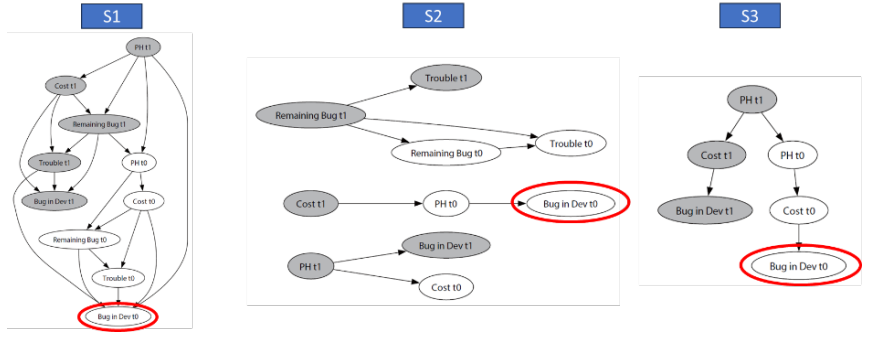 S1
PH t1
Cost t1
Remaining Bug t1
Trouble t1
PH t0
Bug in Dev t1
Cost t0
Remaining Bug t0
Trouble t0
Bug in Dev t0
S2
Trouble t1
Remaining Bug t1
Trouble t0
Remaining Bug t0
Cost t1
PH t0
Bug in Dev t0
Bug in Dev t1
PH t1
Cost t0
S3
PH t1
Cost t1
PH t0
Bug in Dev t1
Cost t0
Bug in Dev t0